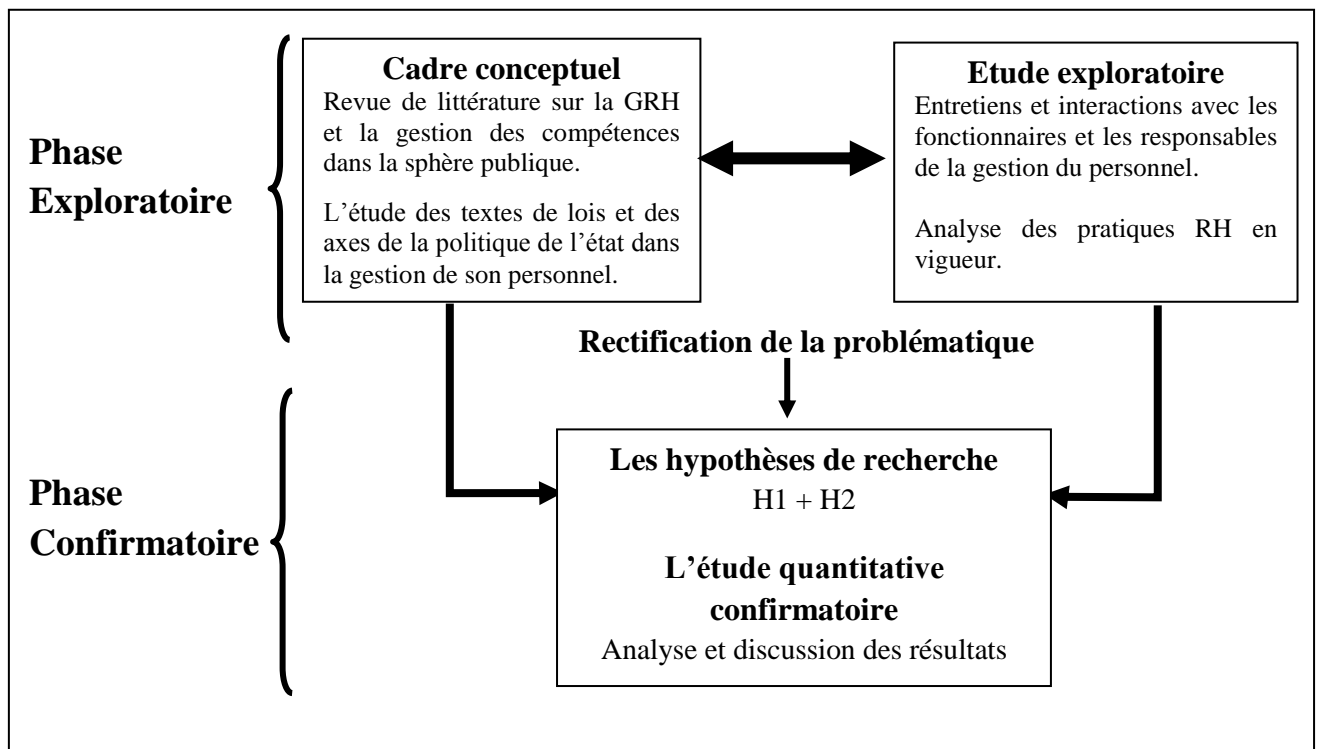 Phase
Exploratoire
Cadre conceptuel
Revue de littérature sur la GRH
et la gestion des compétences
dans la sphère publique.
L’étude des textes de lois et des
axes de la politique de l’état dans
la gestion de son personnel.
Etude exploratoire
Entretiens et interactions avec les
fonctionnaires et les responsables
de la gestion du personnel.
Analyse des pratiques RH en
vigueur.
Rectification de la problématique
Phase
Confirmatoire
Les hypothèses de recherche
H1 + H2
L’étude quantitative
confirmatoire
Analyse et discussion des résultats